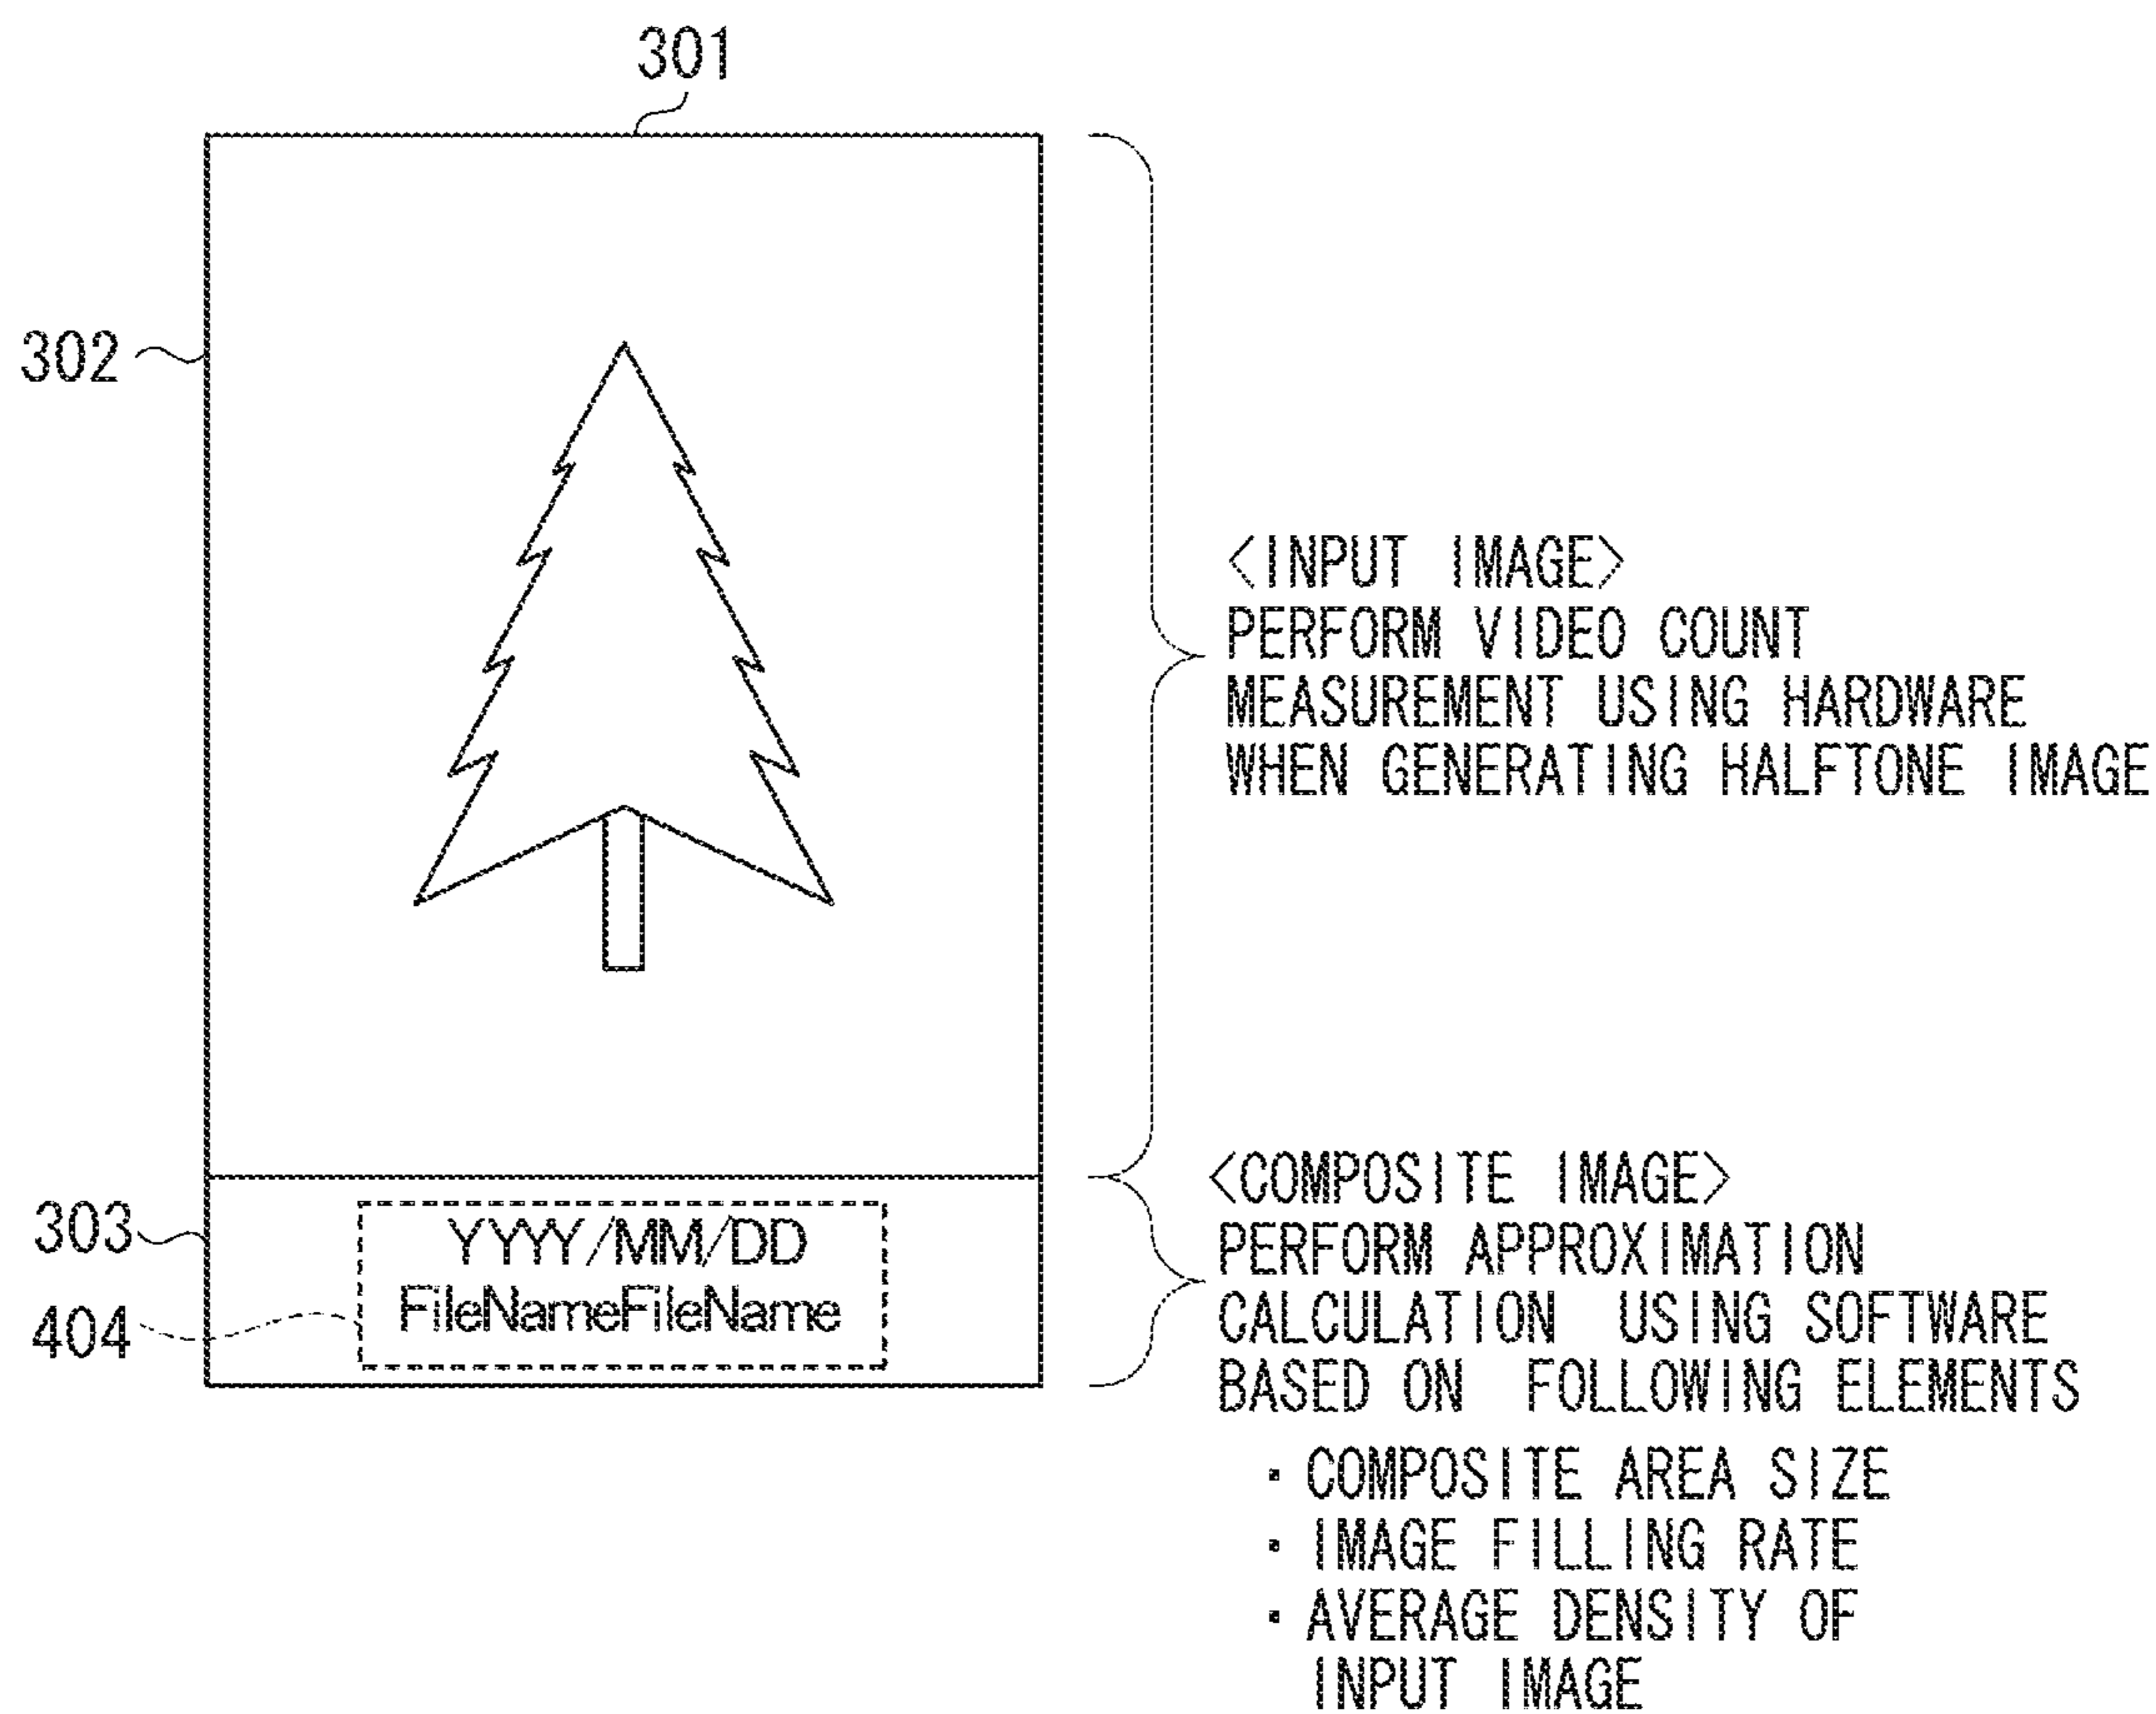 301
302
<INPUT IMAGE>
PERFORM VIDEO COUNT
MEASUREMENT USING HARDWARE
WHEN GENERATING HALFTONE IMAGE
303
YYYY/MM/DD
FileNameFileName
404
<COMPOSITE IMAGE>
PERFORM APPROXIMATION
CALCULATION USING SOFTWARE
BASED ON FOLLOWING ELEMENTS
・COMPOSITE AREA SIZE
・IMAGE FILLING RATE
・AVERAGE DENSITY OF
INPUT IMAGE